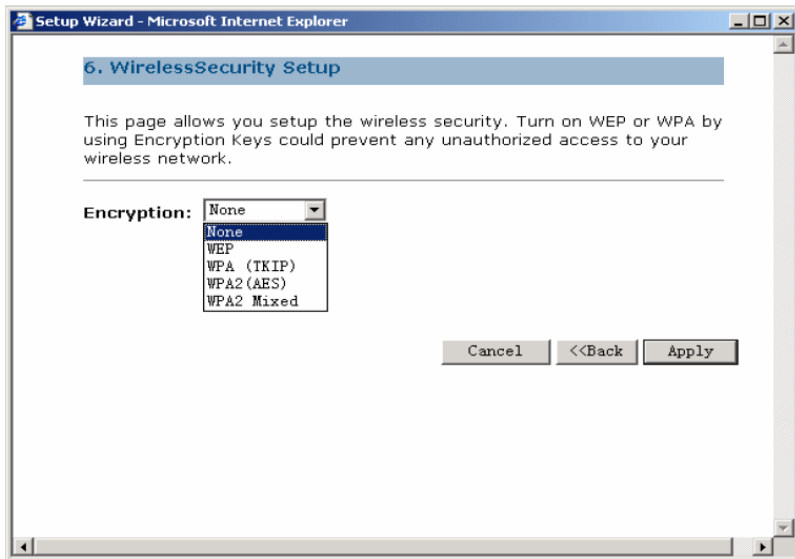 Setup Wizard - Microsoft Internet Explorer
6. WirelessSecurity Setup
This page allows you setup the wireless security. Turn on WEP or WPA by
using Encryption Keys could prevent any unauthorized access to your
wireless network.
Encryption: None
None
WEP
WPA (TKIP)
WPA2(AES)
WPA2 Mixed
Cancel <<Back Apply